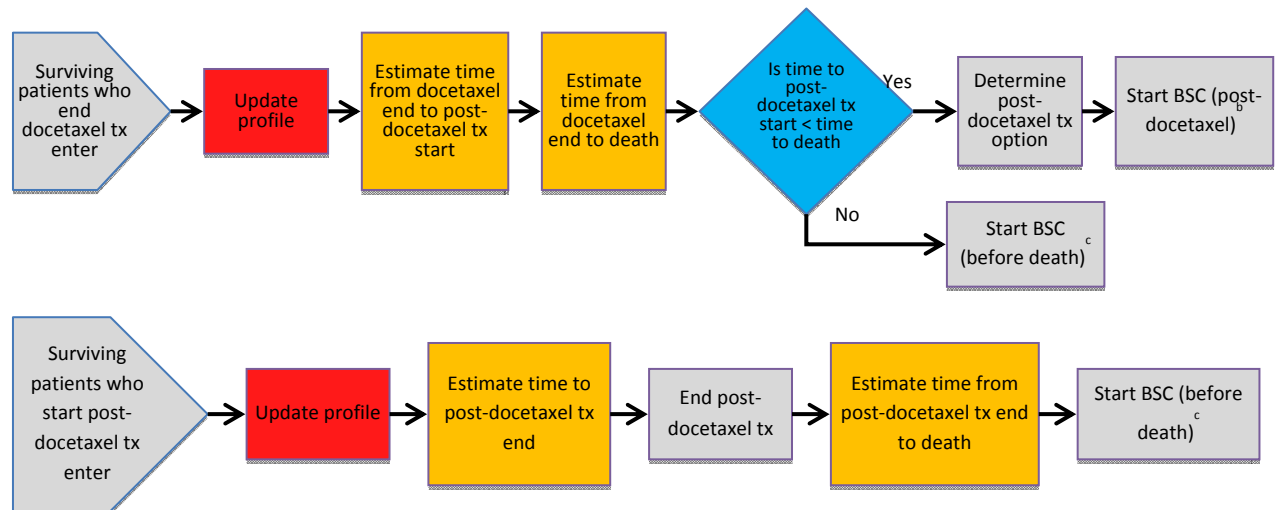 Surviving
patients who
end
docetaxel tx
enter
Update
profile
Estimate time
from docetaxel
end to post-
docetaxel tx
start
Estimate
time from
docetaxel
end to death
Is time to
post-
docetaxel tx
start < time
to death
Yes
No
Determine
post-
docetaxel tx
option
Start BSC (post-
docetaxel)b
Start BSC
(before death)c
Surviving
patients who
start post-
docetaxel tx
enter
Update profile
Estimate time to
post-docetaxel tx
end
End post-
docetaxel tx
Estimate time from
post-docetaxel tx end
to death
Start BSC (before
death)c